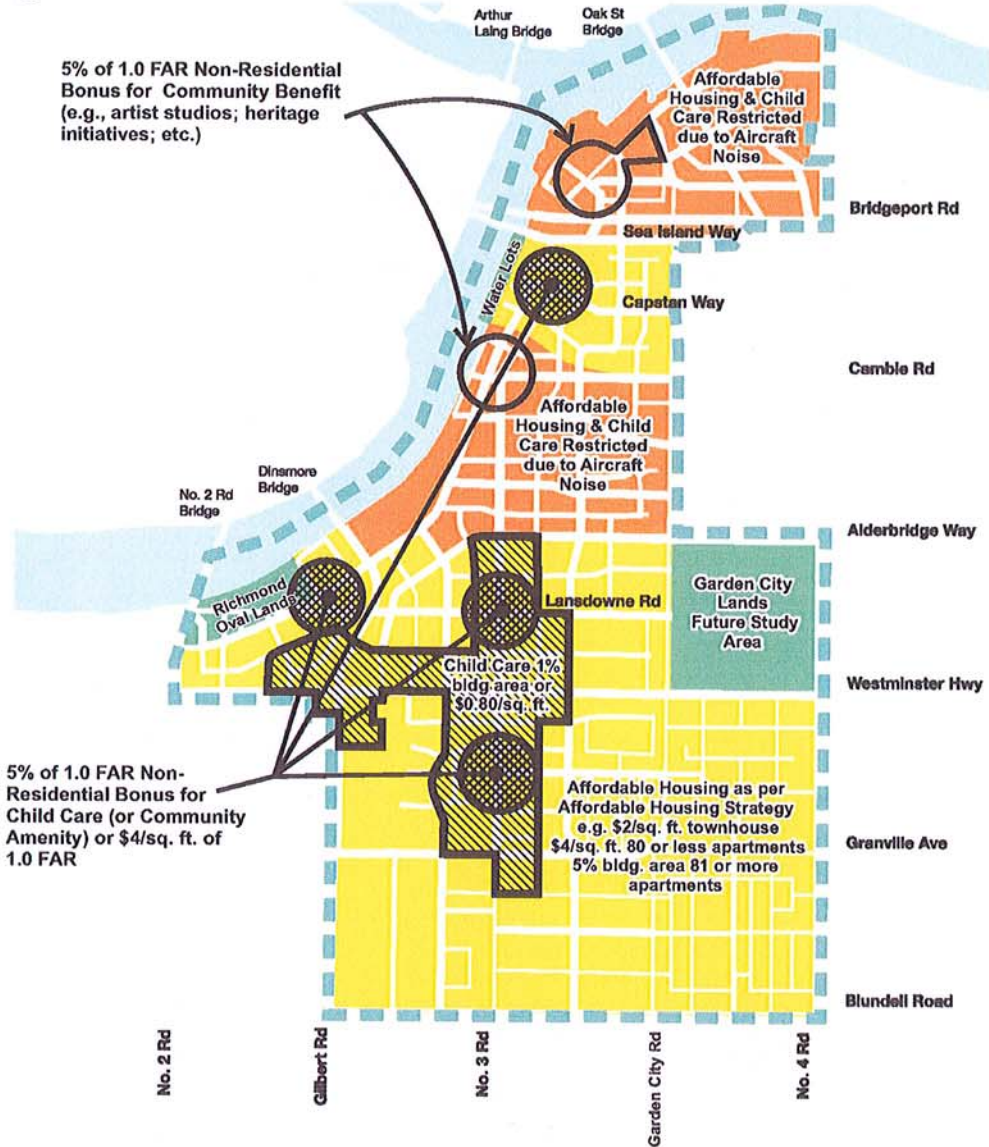 Arthur
Laing Bridge
Oak St
Bridge
5% of 1.0 FAR Non-Residential
Bonus for Community Benefit
(e.g., artist studios; heritage
initiatives; etc.)
Affordable
Housing & Child
Care Restricted
due to Aircraft
Noise
Bridgeport Rd
Sea Island Way
Water Lots
Capstan Way
Cambie Rd
Affordable
Housing & Child
Care Restricted
due to Aircraft
Noise
Dinsmore
Bridge
No. 2 Rd
Bridge
Alderbridge Way
Richmond
Oval Lands
Lansdowne Rd
Garden City
Lands
Future Study
Area
Child Care 1%
bldg area or
$0.80/sq. ft.
Westminster Hwy
5% of 1.0 FAR Non-
Residential Bonus for
Child Care (or Community
Amenity) or $4/sq. ft. of
1.0 FAR
Affordable Housing as per
Affordable Housing Strategy
e.g. $2/sq. ft. townhouse
$4/sq. ft. 80 or less apartments
5% bldg. area 81 or more
apartments
Granville Ave
Blundell Road
No. 2 Rd
Gilbert Rd
No. 3 Rd
Garden City Rd
No. 4 Rd